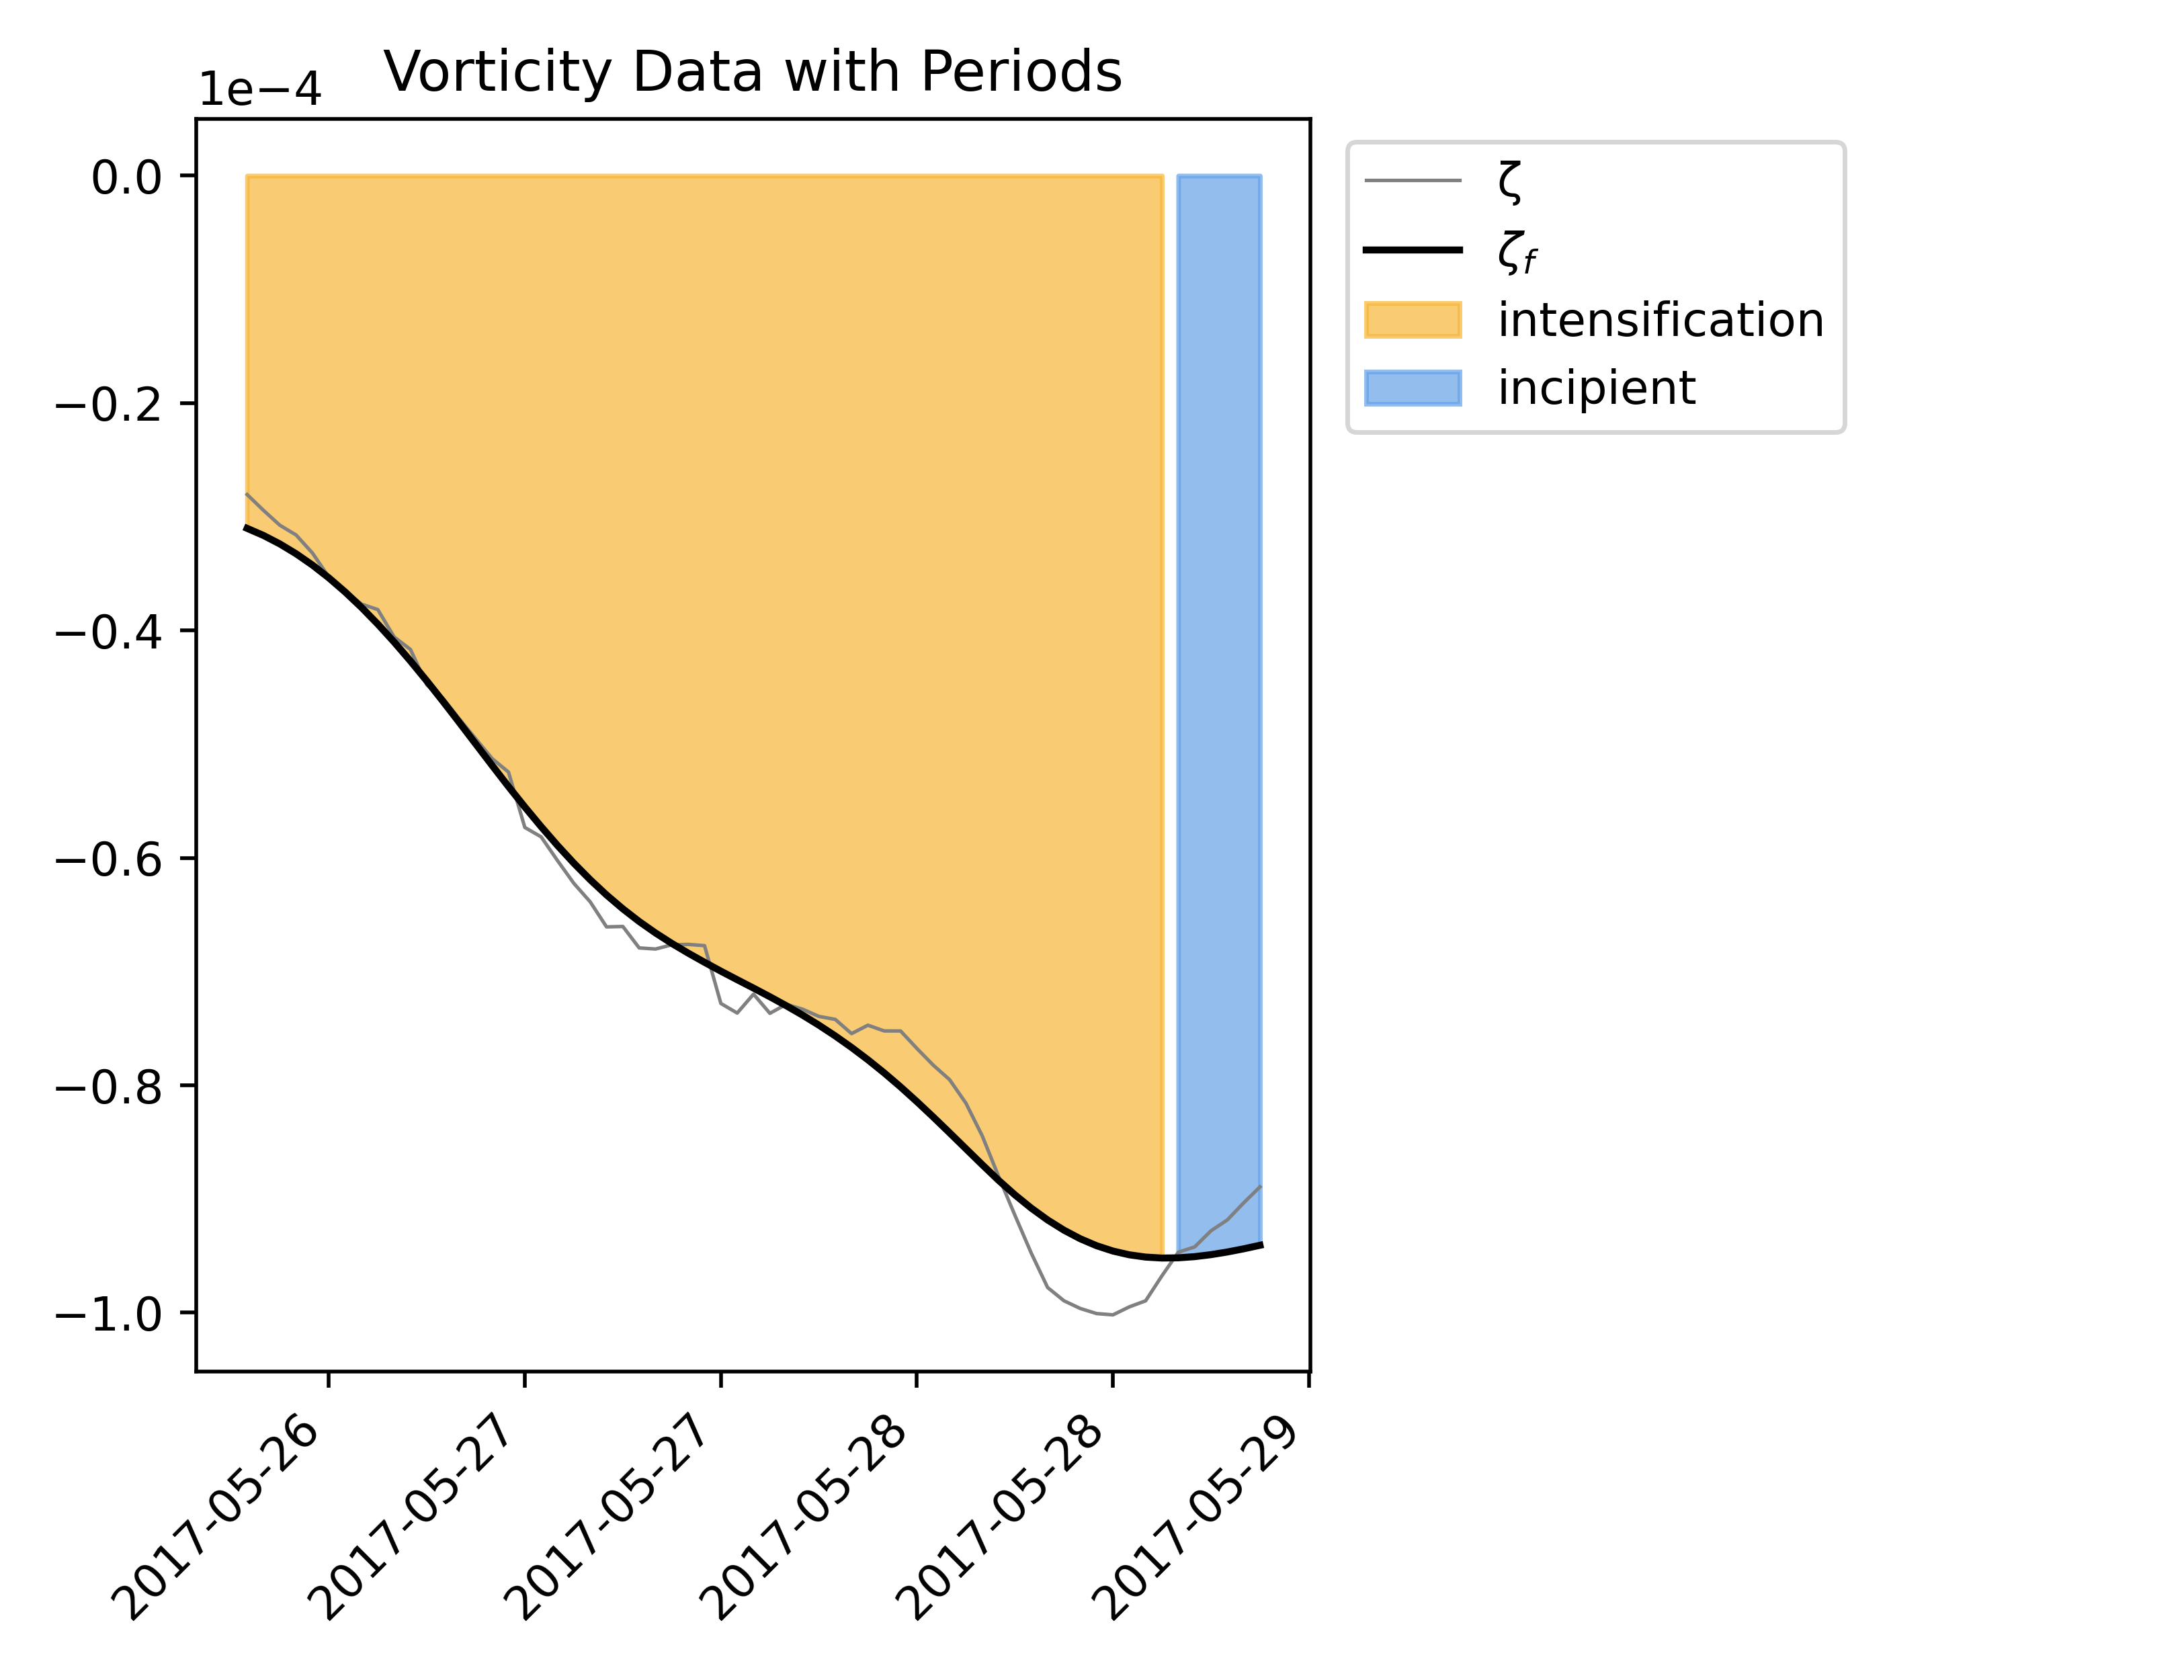 Vorticity Data with Periods
1e−4
0.0
−0.2
−0.4
−0.6
−0.8
−1.0
2017-05-26
2017-05-27
2017-05-27
2017-05-28
2017-05-28
2017-05-29
ζ
ζf
intensification
incipient